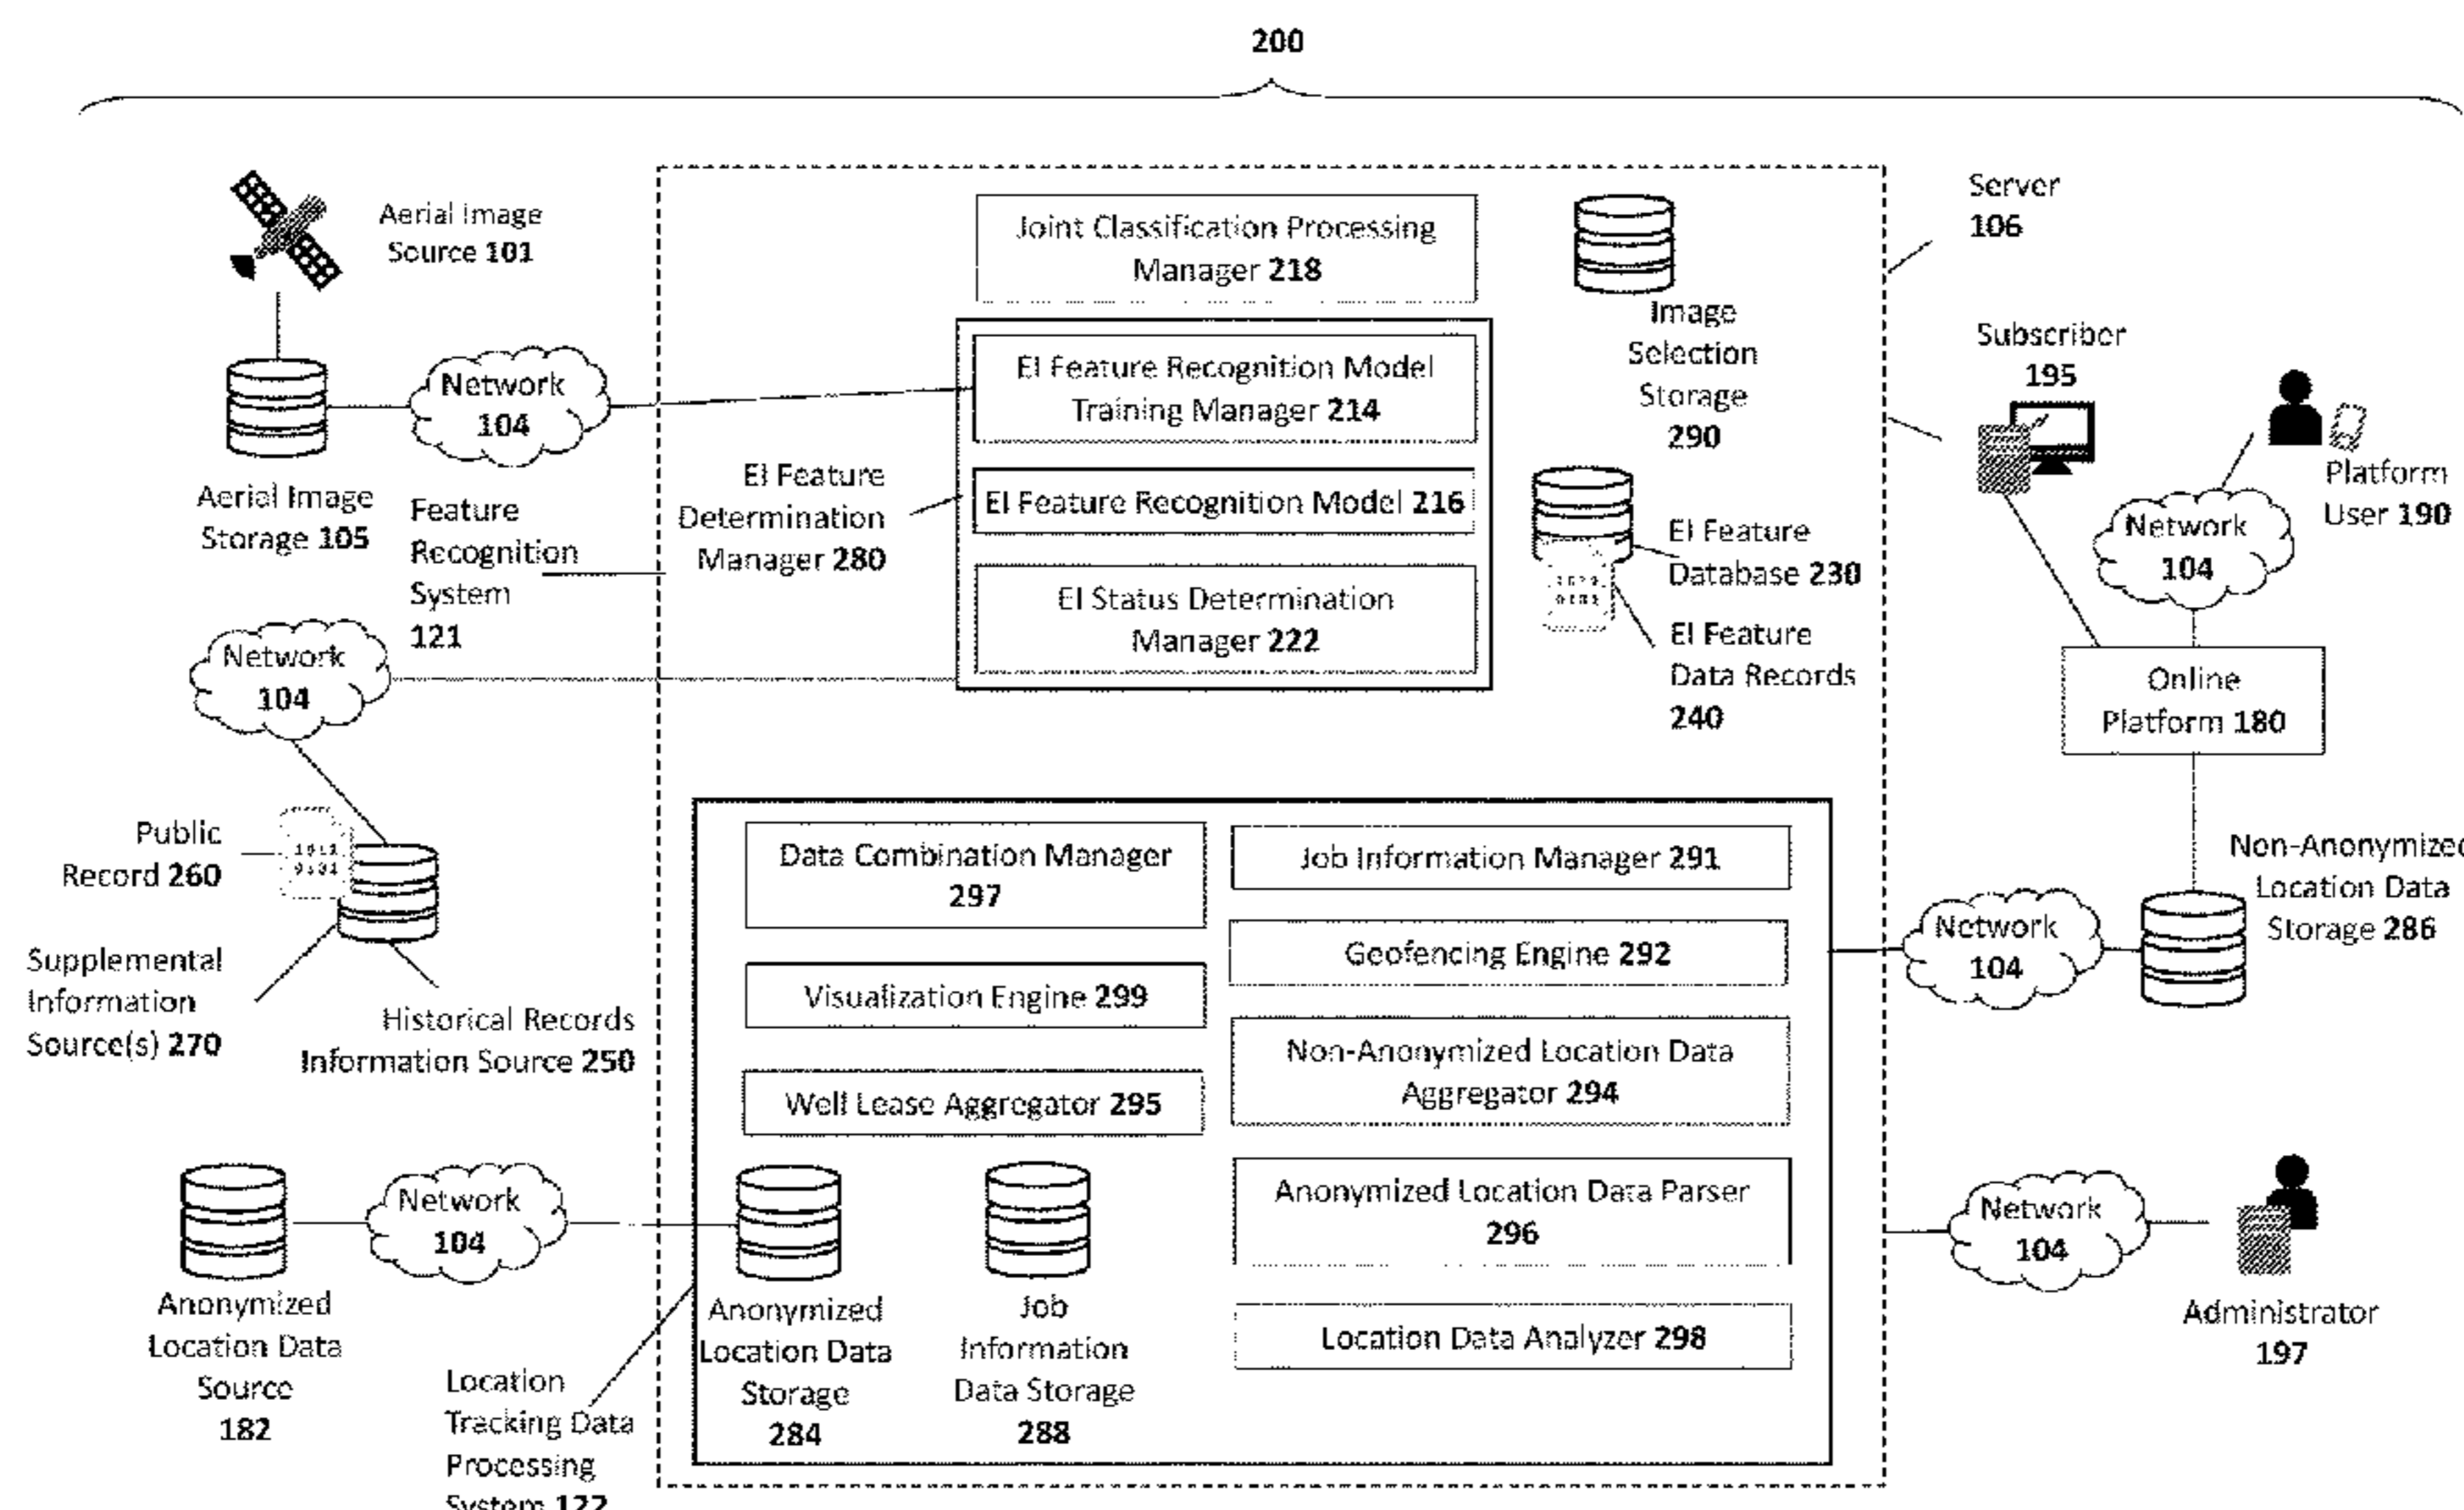 200
Aerial Image
Source 101
Aerial Image
Storage 105
Network
104
Feature
Recognition
System
121
EI Feature
Determination
Manager 280
Joint Classification Processing
Manager 218
EI Feature Recognition Model
Training Manager 214
EI Feature Recognition Model 216
EI Status Determination
Manager 222
Image
Selection
Storage
290
EI Feature
Database 230
EI Feature
Data Records
240
Server
106
Subscriber
195
Platform
User 190
Network
104
Online
Platform 180
Non-Anonymized
Location Data
Storage 286
Network
104
Network
104
Public
Record 260
Supplemental
Information
Source(s) 270
Historical Records
Information Source 250
Data Combination Manager
297
Visualization Engine 299
Well Lease Aggregator 295
Job Information Manager 291
Geofencing Engine 292
Non-Anonymized Location Data
Aggregator 294
Anonymized Location Data Parser
296
Location Data Analyzer 298
Anonymized
Location Data
Source
182
Network
104
Location
Tracking Data
Processing
System 122
Anonymized
Location Data
Storage
284
Job
Information
Data Storage
288
Network
104
Administrator
197